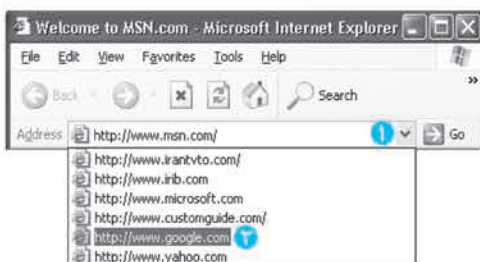 Welcome to MSN.com - Microsoft Internet Explorer
File Edit View Favorites Tools Help
Back Search
Address http://www.msn.com/ ۱ Go
http://www.irantvto.com/
http://www.irib.com
http://www.microsoft.com
http://www.customguide.com/
http://www.google.com ۲
http://www.yahoo.com